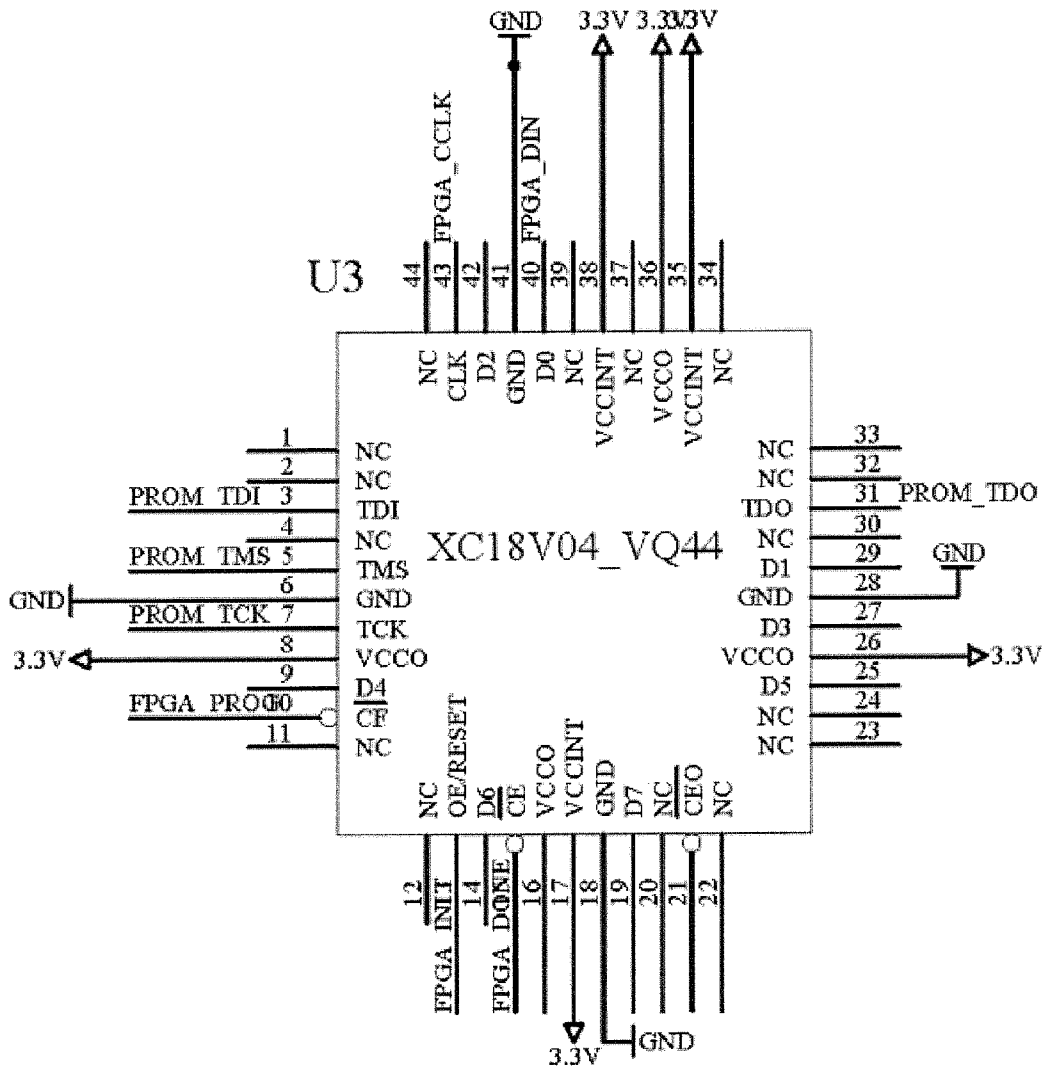 GND
3.3V
3.3V
3.3V
FPGA_CCLK
FPGA_DIN
U3
44
43
42
41
40
39
38
37
36
35
34
NC
CLK
D2
GND
D0
NC
VCCINT
NC
VCCO
VCCINT
NC
1
NC
2
NC
PROM_TDI
3
TDI
4
NC
PROM_TMS
5
TMS
GND
6
GND
PROM_TCK
7
TCK
3.3V
8
VCCO
9
D4
FPGA_PROG
10
CF
11
NC
XC18V04_VQ44
NC
33
NC
32
TDO
31
PROM_TDO
NC
30
D1
29
GND
28
GND
D3
27
VCCO
26
3.3V
D5
25
NC
24
NC
23
NC
OE/RESET
D6
CE
VCCO
VCCINT
GND
D7
NC
CEO
NC
12
FPGA_INIT
14
FPGA_DONE
16
17
18
19
20
21
22
3.3V
GND